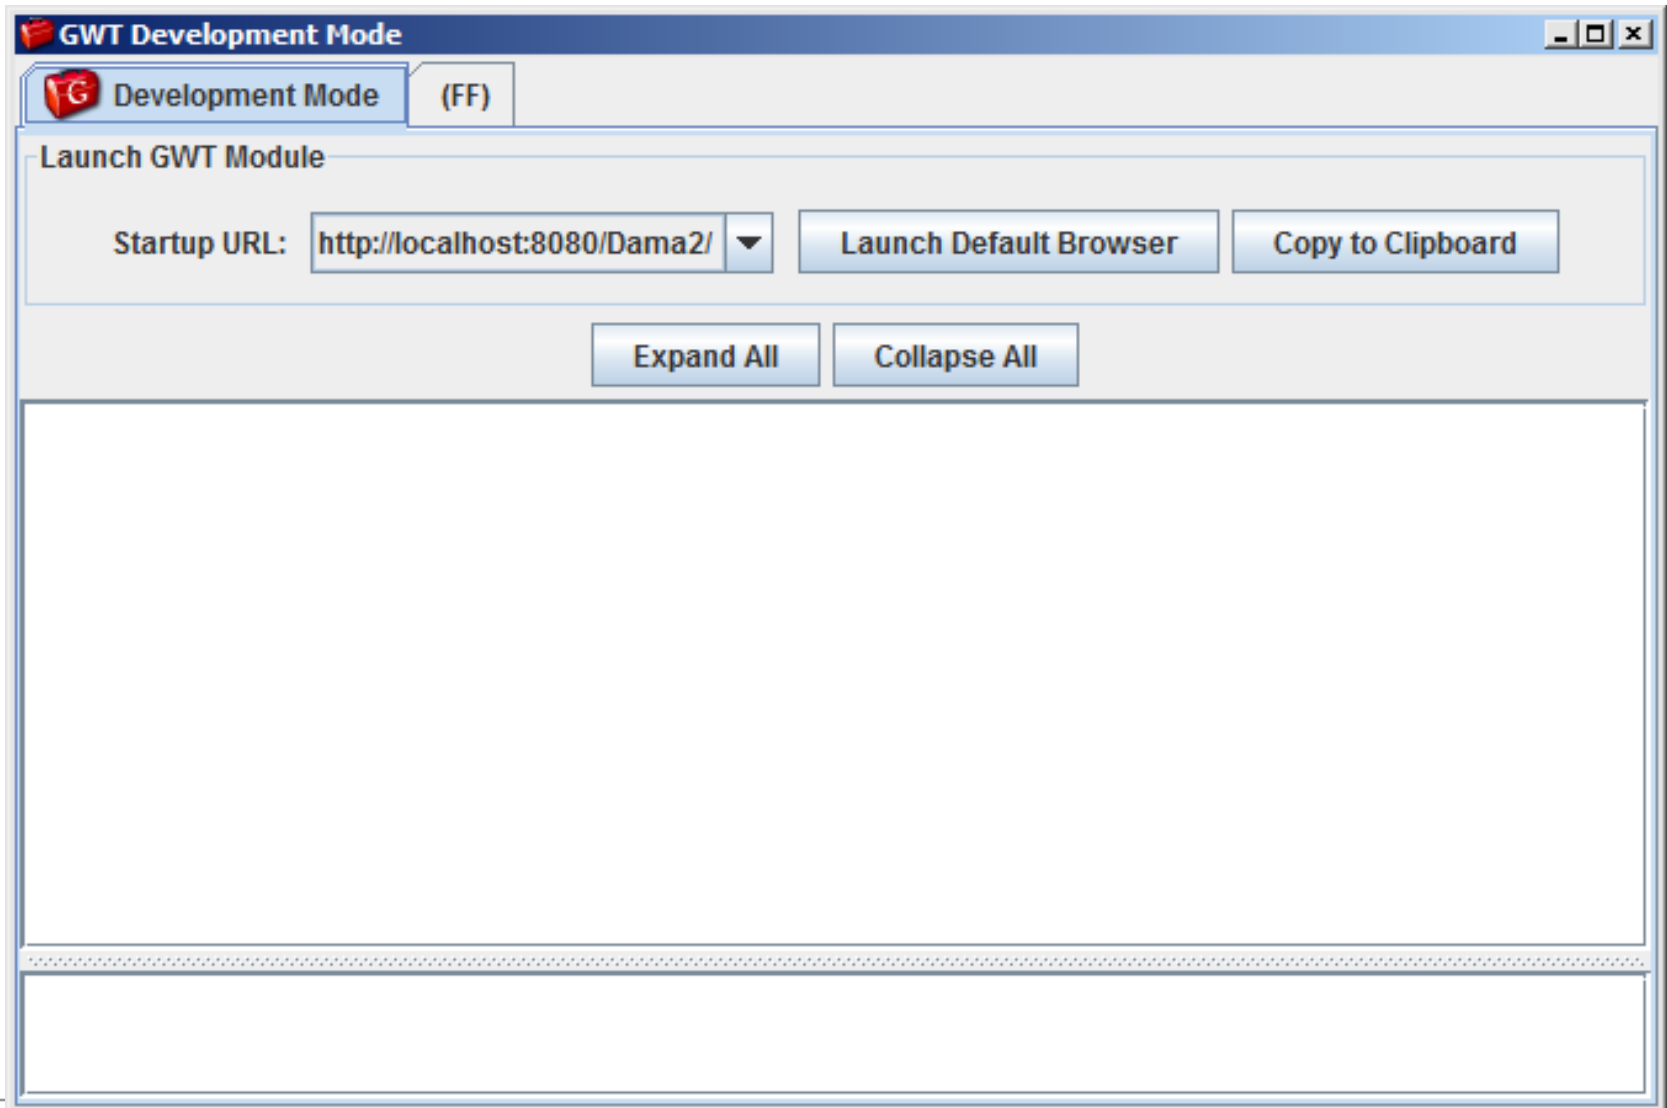 GWT Development Mode
G Development Mode (FF)
Launch GWT Module
Startup URL: http://localhost:8080/Dama2/ Launch Default Browser Copy to Clipboard
Expand All Collapse All